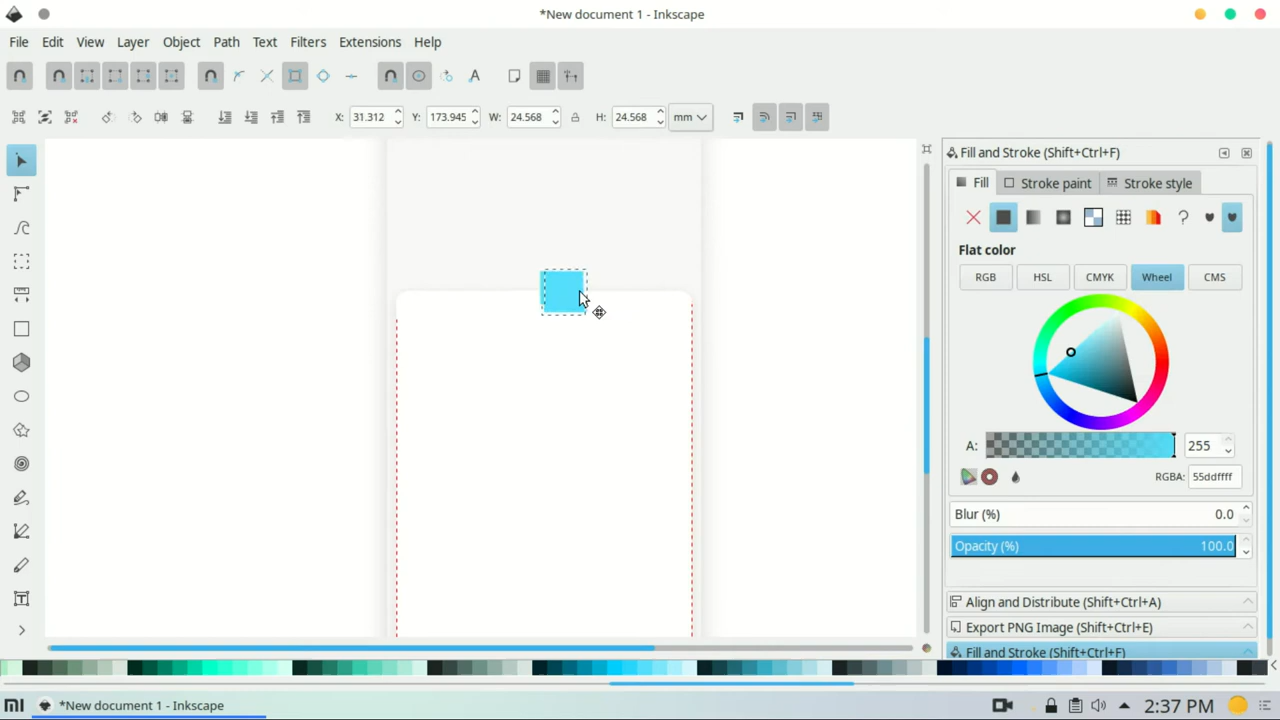 *New document 1 - Inkscape
File Edit View Layer Object Path Text Filters Extensions Help
X: 31.312 Y: 173.945 W: 24.568 H: 24.568 mm
Fill and Stroke (Shift+Ctrl+F)
Fill Stroke paint Stroke style
Flat color
RGB HSL CMYK Wheel CMS
A: 255
RGBA: 55ddffff
Blur (%) 0.0
Opacity (%) 100.0
Align and Distribute (Shift+Ctrl+A)
Export PNG Image (Shift+Ctrl+E)
Fill and Stroke (Shift+Ctrl+F)
*New document 1 - Inkscape 2:37 PM